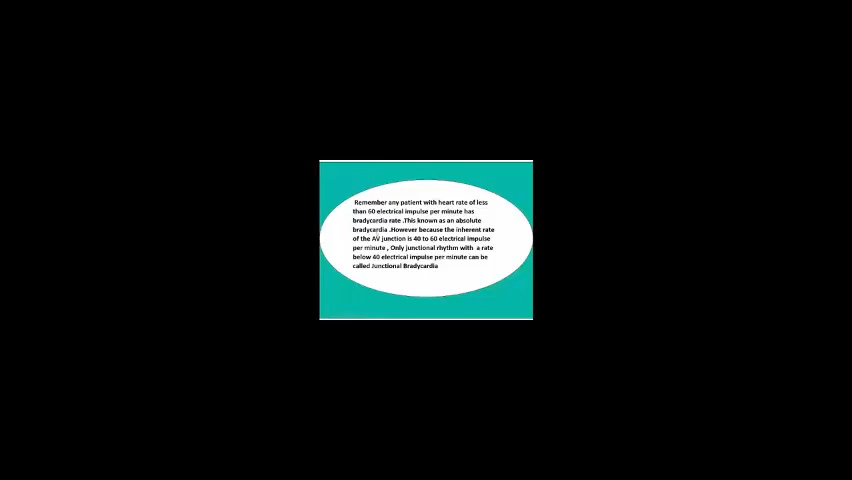 Remember any patient with heart rate of less
than 60 electrical impulse per minute has
bradycardia rate .This known as an absolute
bradycardia .However because the inherent rate
of the AV junction is 40 to 60 electrical impulse
per minute , Only junctional rhythm with a rate
below 40 electrical impulse per minute can be
called Junctional Bradycardia